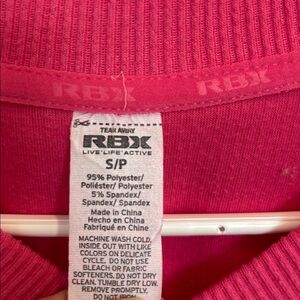 RBX
RBX
TEAR AWAY
RBX
LIVE•LIFE•ACTIVE
S/P
95% Polyester/
Poliéster/ Polyester
5% Spandex/
Spandex/ Spandex
Made in China
Hecho en China
Fabriqué en Chine
MACHINE WASH COLD,
INSIDE OUT WITH LIKE
COLORS ON DELICATE
CYCLE. DO NOT USE
BLEACH OR FABRIC
SOFTENERS. DO NOT DRY
CLEAN. TUMBLE DRY LOW.
REMOVE PROMPTLY.
DO NOT IRON